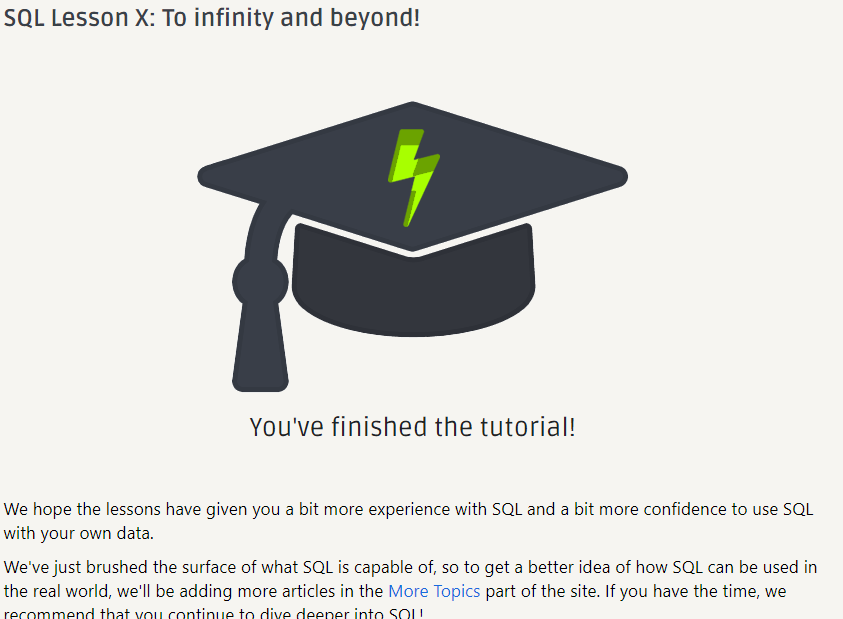 SQL Lesson X: To infinity and beyond!
You've finished the tutorial!
We hope the lessons have given you a bit more experience with SQL and a bit more confidence to use SQL
with your own data.
We've just brushed the surface of what SQL is capable of, so to get a better idea of how SQL can be used in
the real world, we'll be adding more articles in the More Topics part of the site. If you have the time, we
recommend that you continue to dive deeper into SQL!